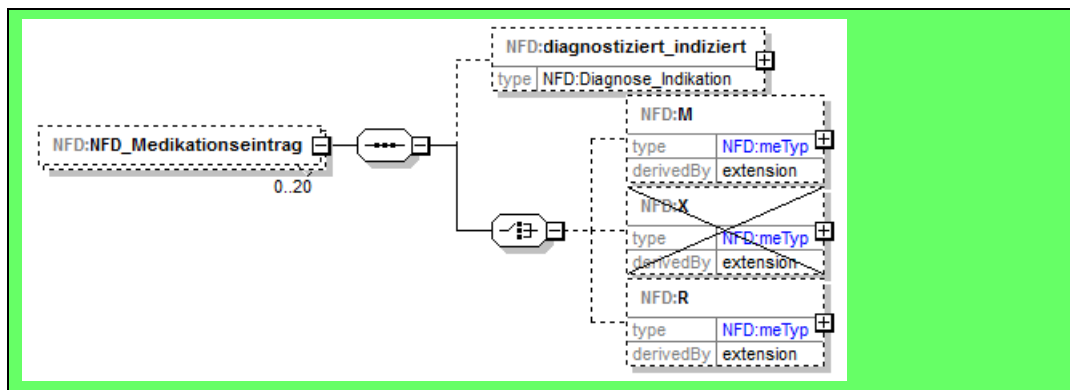 NFD:diagnostiziert_indiziert
type NFD:Diagnose_Indikation
NFD:NFD_Medikationseintrag
0..20
NFD:M
type NFD:meTyp
derivedBy extension
NFD:X
type NFD:meTyp
derivedBy extension
NFD:R
type NFD:meTyp
derivedBy extension